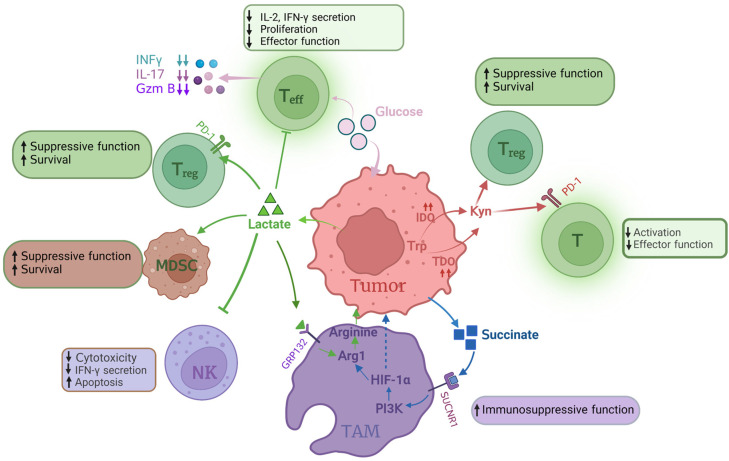 IL-2, IFN-γ secretion
Proliferation
Effector function
INFγ
IL-17
Gzm B
Teff
Glucose
Suppressive function
Survival
Treg
PD-1
Suppressive function
Survival
Treg
PD-1
Lactate
IDO
Kyn
Trp
TDO
Tumor
T
Activation
Effector function
Suppressive function
Survival
MDSC
Cytotoxicity
IFN-γ secretion
Apoptosis
NK
GRP132
Arginine
Arg1
HIF-1α
PI3K
TAM
Succinate
SUCNR1
Immunosuppressive function